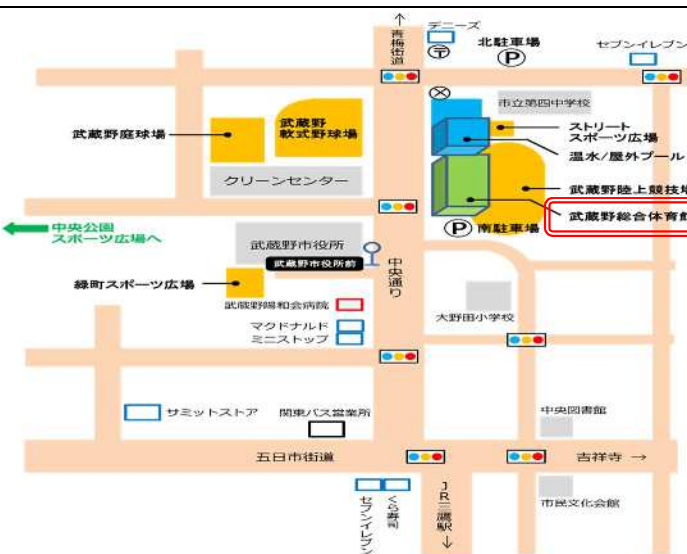 ↑
青梅街道
デニーズ
〒
北駐車場
P
セブンイレブン
市立第四中学校
武蔵野庭球場
武蔵野
軟式野球場
ストリート
スポーツ広場
温水/屋外プール
クリーンセンター
武蔵野陸上競技場
武蔵野総合体育館
P 南駐車場
中央公園
スポーツ広場へ
武蔵野市役所
武蔵野市役所前
中央通り
緑町スポーツ広場
武蔵野陽和会病院
マクドナルド
ミニストップ
大野田小学校
サミットストア
関東バス営業所
中央図書館
五日市街道
吉祥寺 →
セブンイレブン
くら寿司
JR三鷹駅
↓
市民文化会館